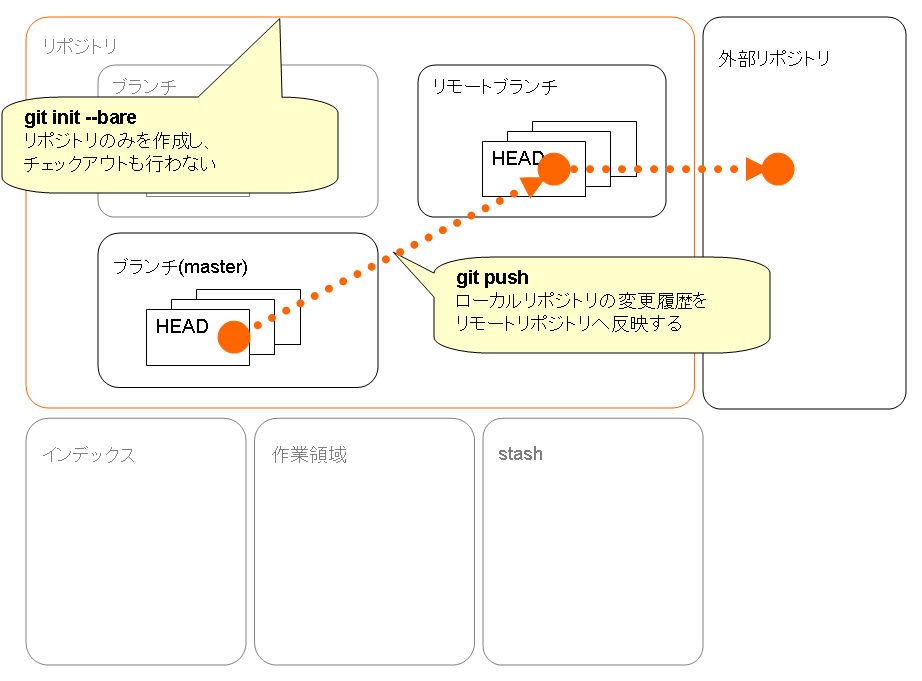 リポジトリ
外部リポジトリ
ブランチ
リモートブランチ
git init --bare
リポジトリのみを作成し、
チェックアウトも行わない
HEAD
ブランチ(master)
git push
ローカルリポジトリの変更履歴を
リモートリポジトリへ反映する
HEAD
インデックス
作業領域
stash